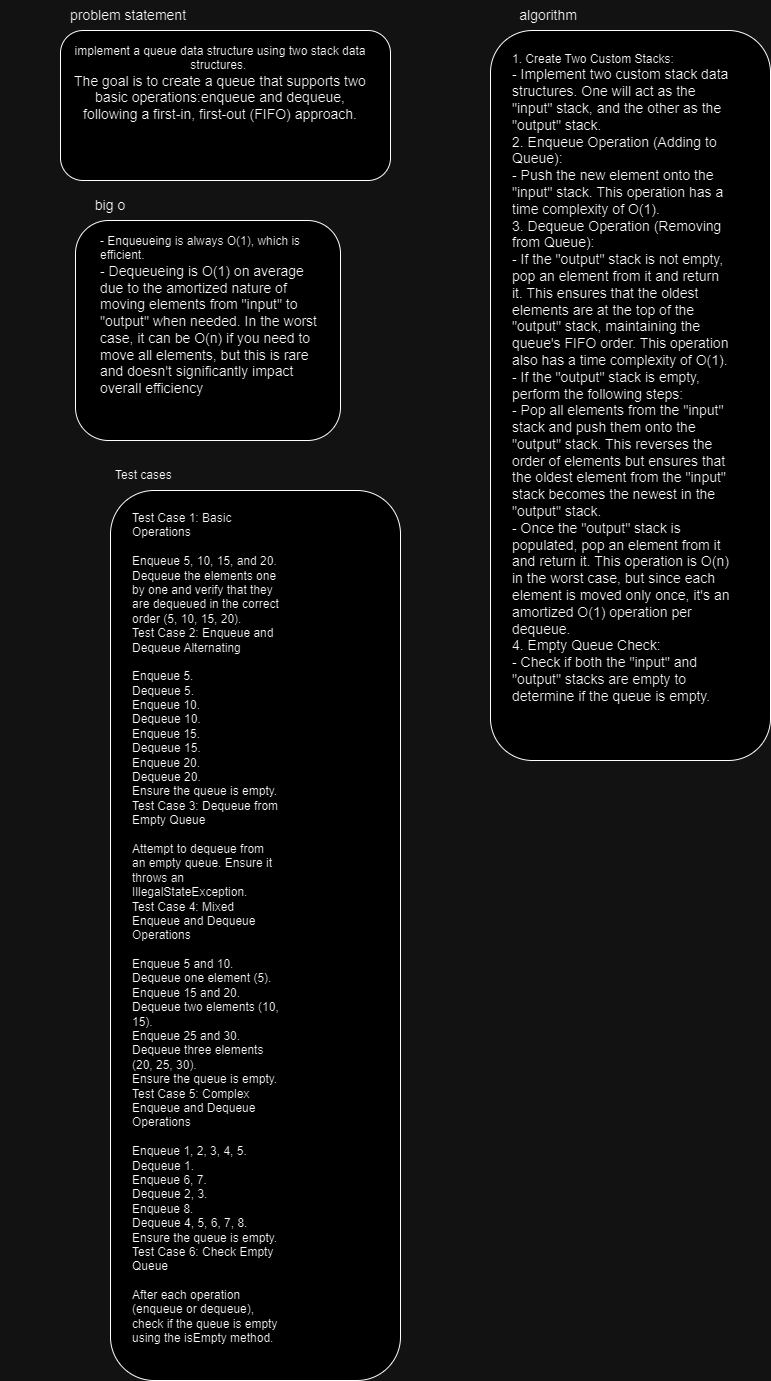 problem statement
implement a queue data structure using two stack data
structures.
The goal is to create a queue that supports two
basic operations:enqueue and dequeue,
following a first-in, first-out (FIFO) approach.
big o
- Enqueueing is always O(1), which is
efficient.
- Dequeueing is O(1) on average
due to the amortized nature of
moving elements from "input" to
"output" when needed. In the worst
case, it can be O(n) if you need to
move all elements, but this is rare
and doesn't significantly impact
overall efficiency
Test cases
Test Case 1: Basic
Operations
Enqueue 5, 10, 15, and 20.
Dequeue the elements one
by one and verify that they
are dequeued in the correct
order (5, 10, 15, 20).
Test Case 2: Enqueue and
Dequeue Alternating
Enqueue 5.
Dequeue 5.
Enqueue 10.
Dequeue 10.
Enqueue 15.
Dequeue 15.
Enqueue 20.
Dequeue 20.
Ensure the queue is empty.
Test Case 3: Dequeue from
Empty Queue
Attempt to dequeue from
an empty queue. Ensure it
throws an
IllegalStateException.
Test Case 4: Mixed
Enqueue and Dequeue
Operations
Enqueue 5 and 10.
Dequeue one element (5).
Enqueue 15 and 20.
Dequeue two elements (10,
15).
Enqueue 25 and 30.
Dequeue three elements
(20, 25, 30).
Ensure the queue is empty.
Test Case 5: Complex
Enqueue and Dequeue
Operations
Enqueue 1, 2, 3, 4, 5.
Dequeue 1.
Enqueue 6, 7.
Dequeue 2, 3.
Enqueue 8.
Dequeue 4, 5, 6, 7, 8.
Ensure the queue is empty.
Test Case 6: Check Empty
Queue
After each operation
(enqueue or dequeue),
check if the queue is empty
using the isEmpty method.
algorithm
1. Create Two Custom Stacks:
- Implement two custom stack data
structures. One will act as the
"input" stack, and the other as the
"output" stack.
2. Enqueue Operation (Adding to
Queue):
- Push the new element onto the
"input" stack. This operation has a
time complexity of O(1).
3. Dequeue Operation (Removing
from Queue):
- If the "output" stack is not empty,
pop an element from it and return
it. This ensures that the oldest
elements are at the top of the
"output" stack, maintaining the
queue's FIFO order. This operation
also has a time complexity of O(1).
- If the "output" stack is empty,
perform the following steps:
- Pop all elements from the "input"
stack and push them onto the
"output" stack. This reverses the
order of elements but ensures that
the oldest element from the "input"
stack becomes the newest in the
"output" stack.
- Once the "output" stack is
populated, pop an element from it
and return it. This operation is O(n)
in the worst case, but since each
element is moved only once, it's an
amortized O(1) operation per
dequeue.
4. Empty Queue Check:
- Check if both the "input" and
"output" stacks are empty to
determine if the queue is empty.